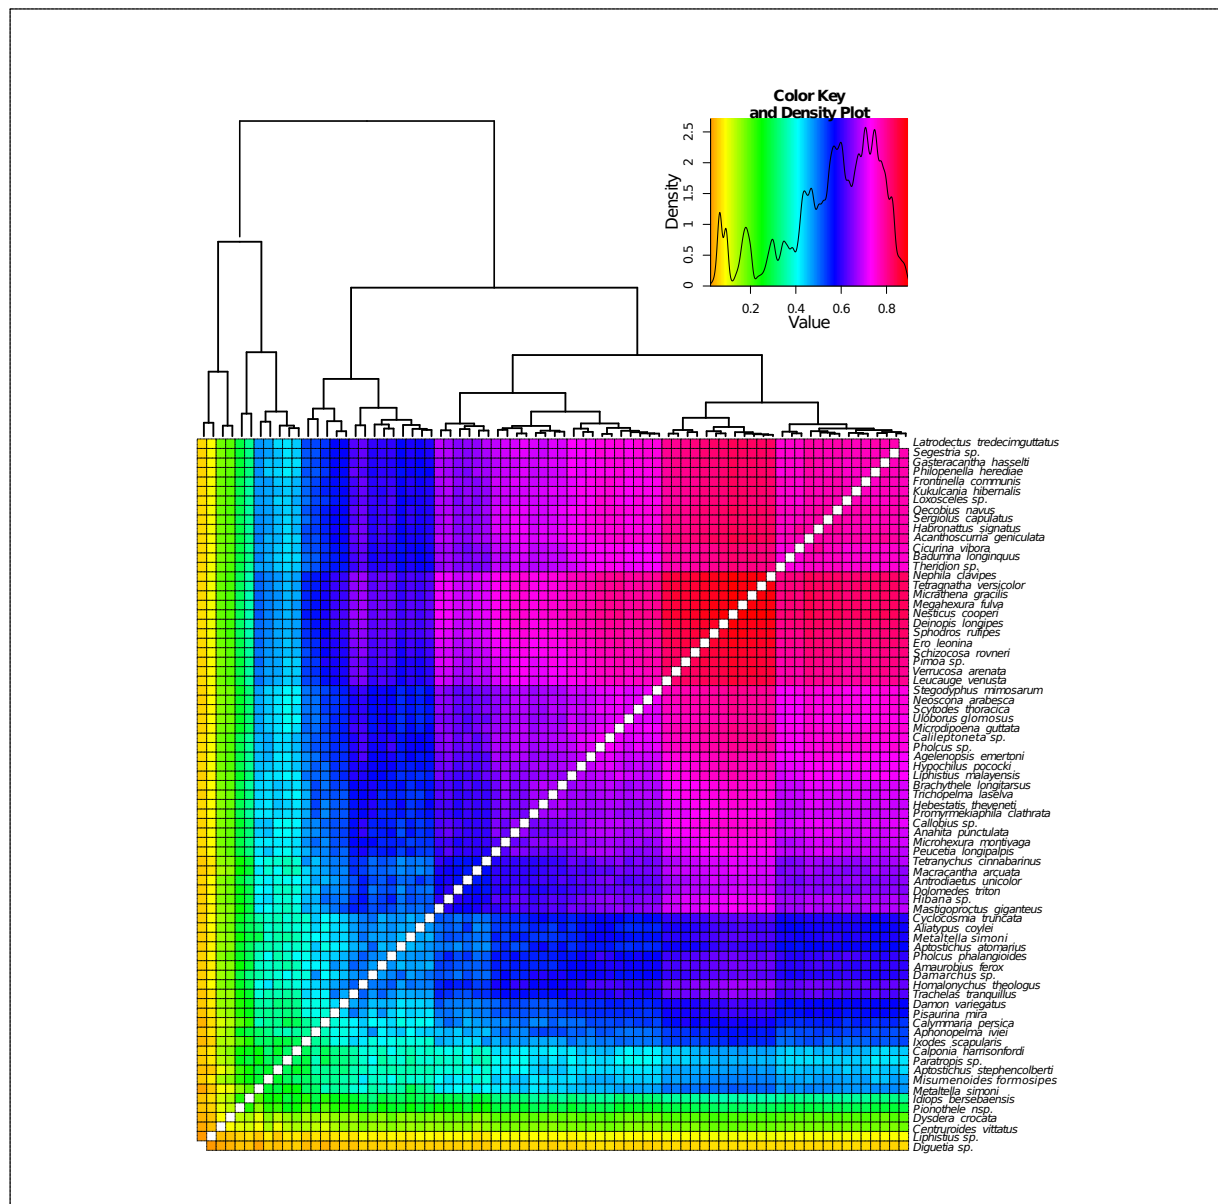 Color Key
and Density Plot
Density
0
0.5
1
1.5
2
2.5
0.2 0.4 0.6 0.8
Value
Latrodectus tredecimguttatus
Segestria sp.
Gasteracantha hasselti
Philopenella herediae
Frontinella communis
Kukulcania hibernalis
Loxosceles sp.
Oecobius navus
Sergiolus capulatus
Habronattus signatus
Acanthoscurria geniculata
Cicurina vibora
Badumna longinquus
Theridion sp.
Nephila clavipes
Tetragnatha versicolor
Micrathena gracilis
Megahexura fulva
Nesticus cooperi
Deinopis longipes
Sphodros rufipes
Ero leonina
Schizocosa rovneri
Pimoa sp.
Verrucosa arenata
Leucauge venusta
Stegodyphus mimosarum
Neoscona arabesca
Scytodes thoracica
Uloborus glomosus
Microdipoena guttata
Calileptoneta sp.
Pholcus sp.
Agelenopsis emertoni
Hypochilus pococki
Liphistius malayensis
Brachythele longitarsus
Trichopelma laselva
Hebestatis theveneti
Promyrmekiaphila clathrata
Callobius sp.
Anahita punctulata
Microhexura montivaga
Peucetia longipalpis
Tetranychus cinnabarinus
Macracantha arcuata
Antrodiaetus unicolor
Dolomedes triton
Hibana sp.
Mastigoproctus giganteus
Cyclocosmia truncata
Aliatypus coylei
Metaltella simoni
Aptostichus atomarius
Pholcus phalangioides
Amaurobius ferox
Damarchus sp.
Homalonychus theologus
Trachelas tranquillus
Damon variegatus
Pisaurina mira
Calymmaria persica
Aphonopelma iviei
Ixodes scapularis
Calponia harrisonfordi
Paratropis sp.
Aptostichus stephencolberti
Misumenoides formosipes
Metaltella simoni
Idiops bersebaensis
Pionothele nsp.
Dysdera crocata
Centruroides vittatus
Liphistius sp.
Diguetia sp.